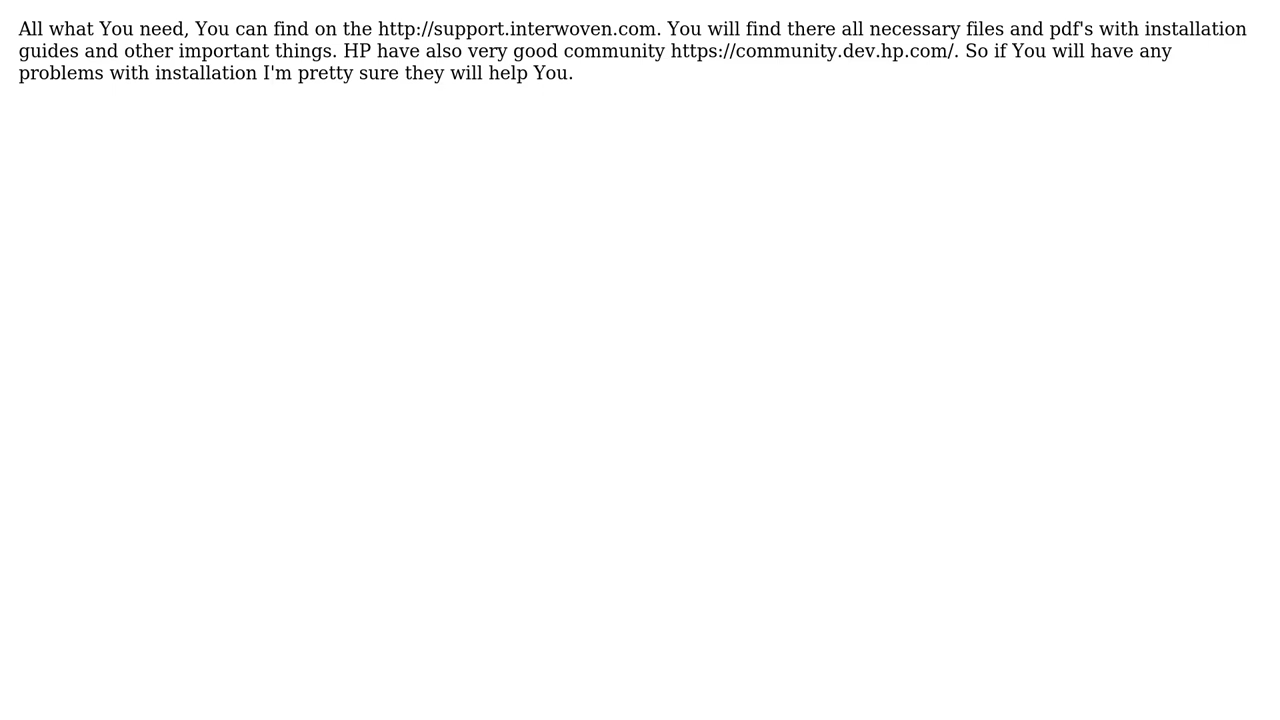 All what You need, You can find on the http://support.interwoven.com. You will find there all necessary files and pdf's with installation
guides and other important things. HP have also very good community https://community.dev.hp.com/. So if You will have any
problems with installation I'm pretty sure they will help You.